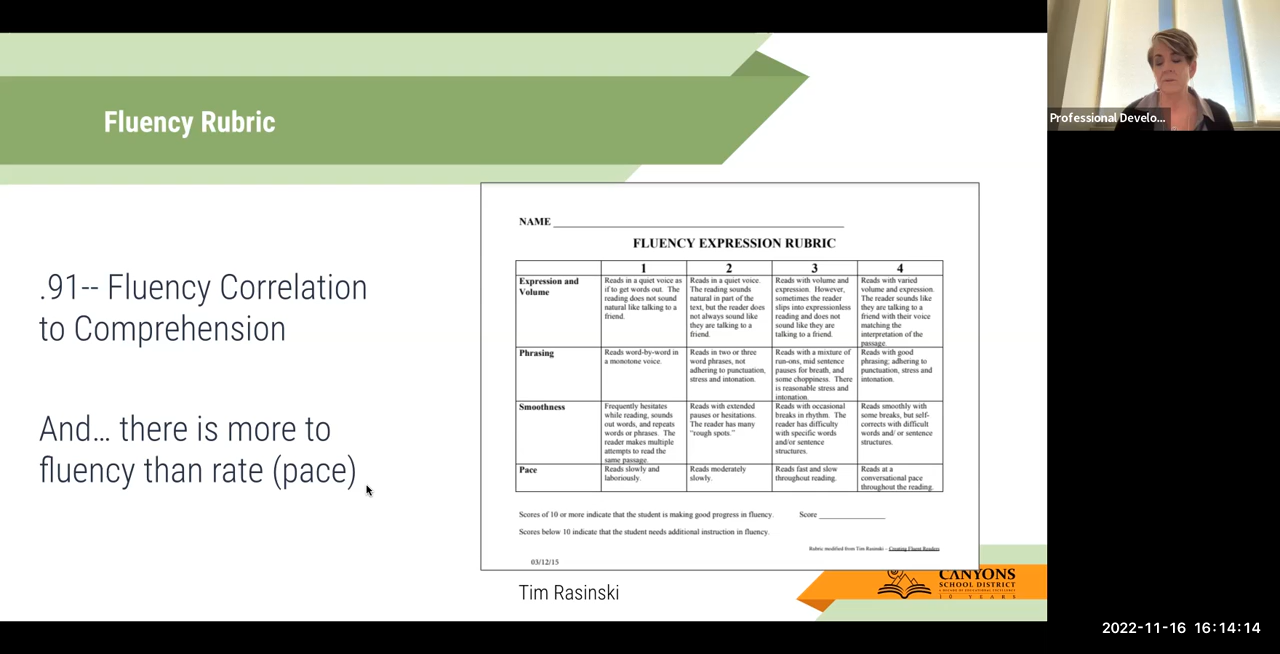 Fluency Rubric
Professional Develo...
.91-- Fluency Correlation
to Comprehension
And... there is more to
fluency than rate (pace)
NAME
FLUENCY EXPRESSION RUBRIC
1 2 3 4
Expression and
Volume
Reads in a quiet voice as
if to get words out. The
reading does not sound
natural like talking to a
friend.
Reads in a quiet voice.
The reading sounds
natural in part of the
text, but the reader does
not always sound like
they are talking to a
friend.
Reads with volume and
expression. However,
sometimes the reader
slips into expressionless
reading and does not
sound like they are
talking to a friend.
Reads with varied
volume and expression.
The reader sounds like
they are talking to a
friend with their voice
matching the
interpretation of the
passage.
Phrasing
Reads word-by-word in
a monotone voice.
Reads in two or three
word phrases, not
adhering to punctuation,
stress and intonation.
Reads with a mixture of
run-ons, mid sentence
pauses for breath, and
some choppiness. There
is reasonable stress and
intonation.
Reads with good
phrasing; adhering to
punctuation, stress and
intonation.
Smoothness
Frequently hesitates
while reading, sounds
out words, and repeats
words or phrases. The
reader makes multiple
attempts to read the
same passage.
Reads with extended
pauses or hesitations.
The reader has many
"rough spots."
Reads with occasional
breaks in rhythm. The
reader has difficulty
with specific words
and/or sentence
structures.
Reads smoothly with
some breaks, but self-
corrects with difficult
words and/ or sentence
structures.
Pace
Reads slowly and
laboriously.
Reads moderately
slowly.
Reads fast and slow
throughout reading.
Reads at a
conversational pace
throughout the reading.
Scores of 10 or more indicate that the student is making good progress in fluency. Score
Scores below 10 indicate that the student needs additional instruction in fluency.
Rubric modified from Tim Rasinski – Creating Fluent Readers
03/12/15
Tim Rasinski
CANYONS
SCHOOL DISTRICT
10 YEARS
2022-11-16 16:14:14